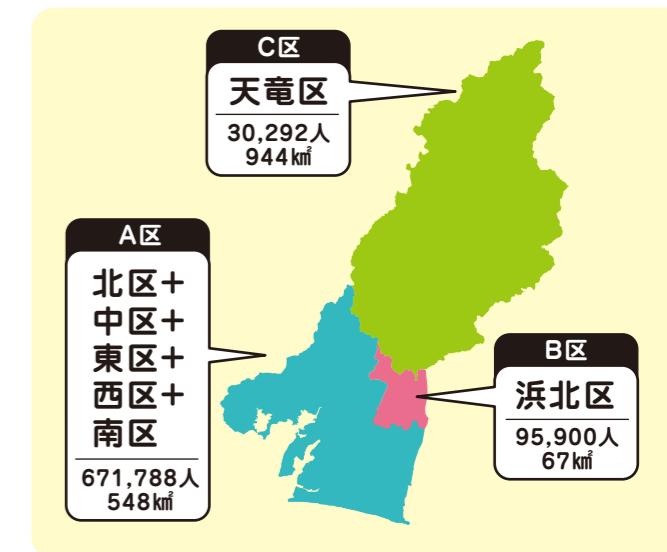 C区
天竜区
30,292人
944k㎡
A区
北区+
中区+
東区+
西区+
南区
671,788人
548k㎡
B区
浜北区
95,900人
67k㎡